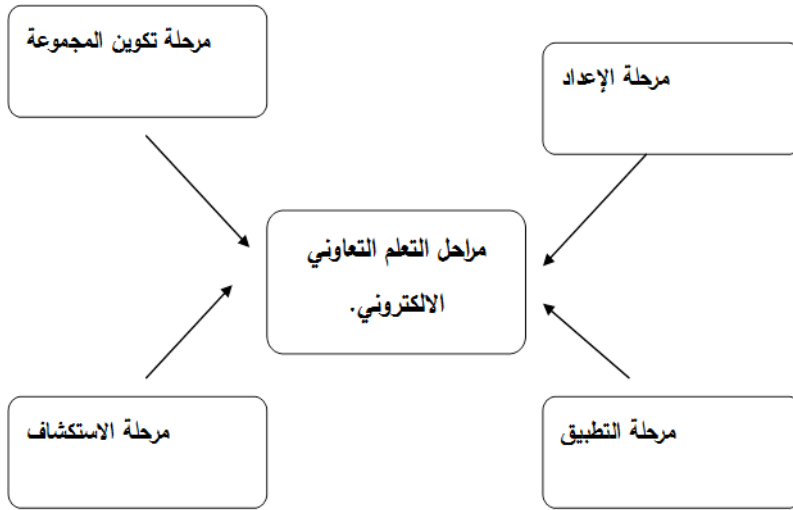 مرحلة الإعداد
مرحلة تكوين المجموعة
مراحل التعلم التعاوني
الالكتروني.
مرحلة التطبيق
مرحلة الاستكشاف